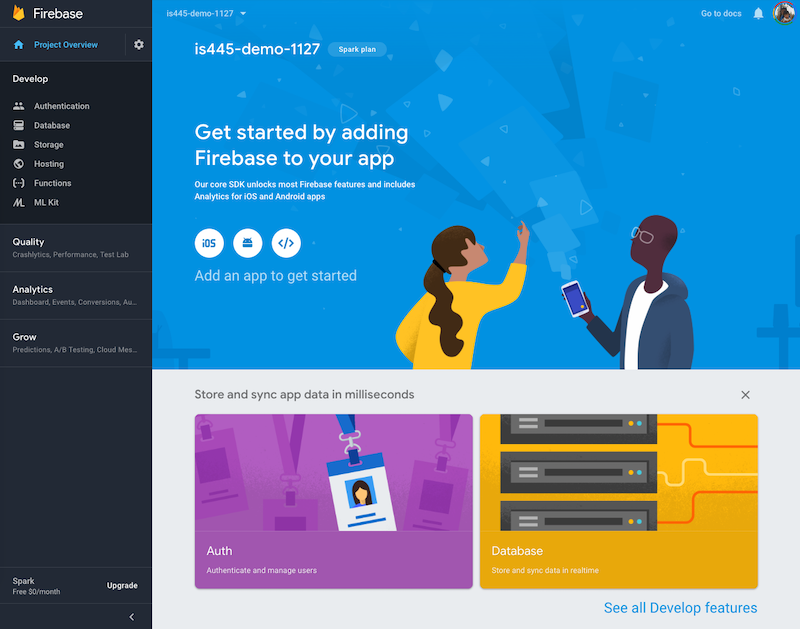 Firebase
Project Overview
Develop
Authentication
Database
Storage
Hosting
Functions
ML Kit
Quality
Crashlytics, Performance, Test Lab
Analytics
Dashboard, Events, Conversions, Au...
Grow
Predictions, A/B Testing, Cloud Mes...
Spark
Free $0/month
Upgrade
is445-demo-1127
Go to docs
is445-demo-1127
Spark plan
Get started by adding
Firebase to your app
Our core SDK unlocks most Firebase features and includes
Analytics for iOS and Android apps
iOS
Add an app to get started
Store and sync app data in milliseconds
Auth
Authenticate and manage users
Database
Store and sync data in realtime
See all Develop features